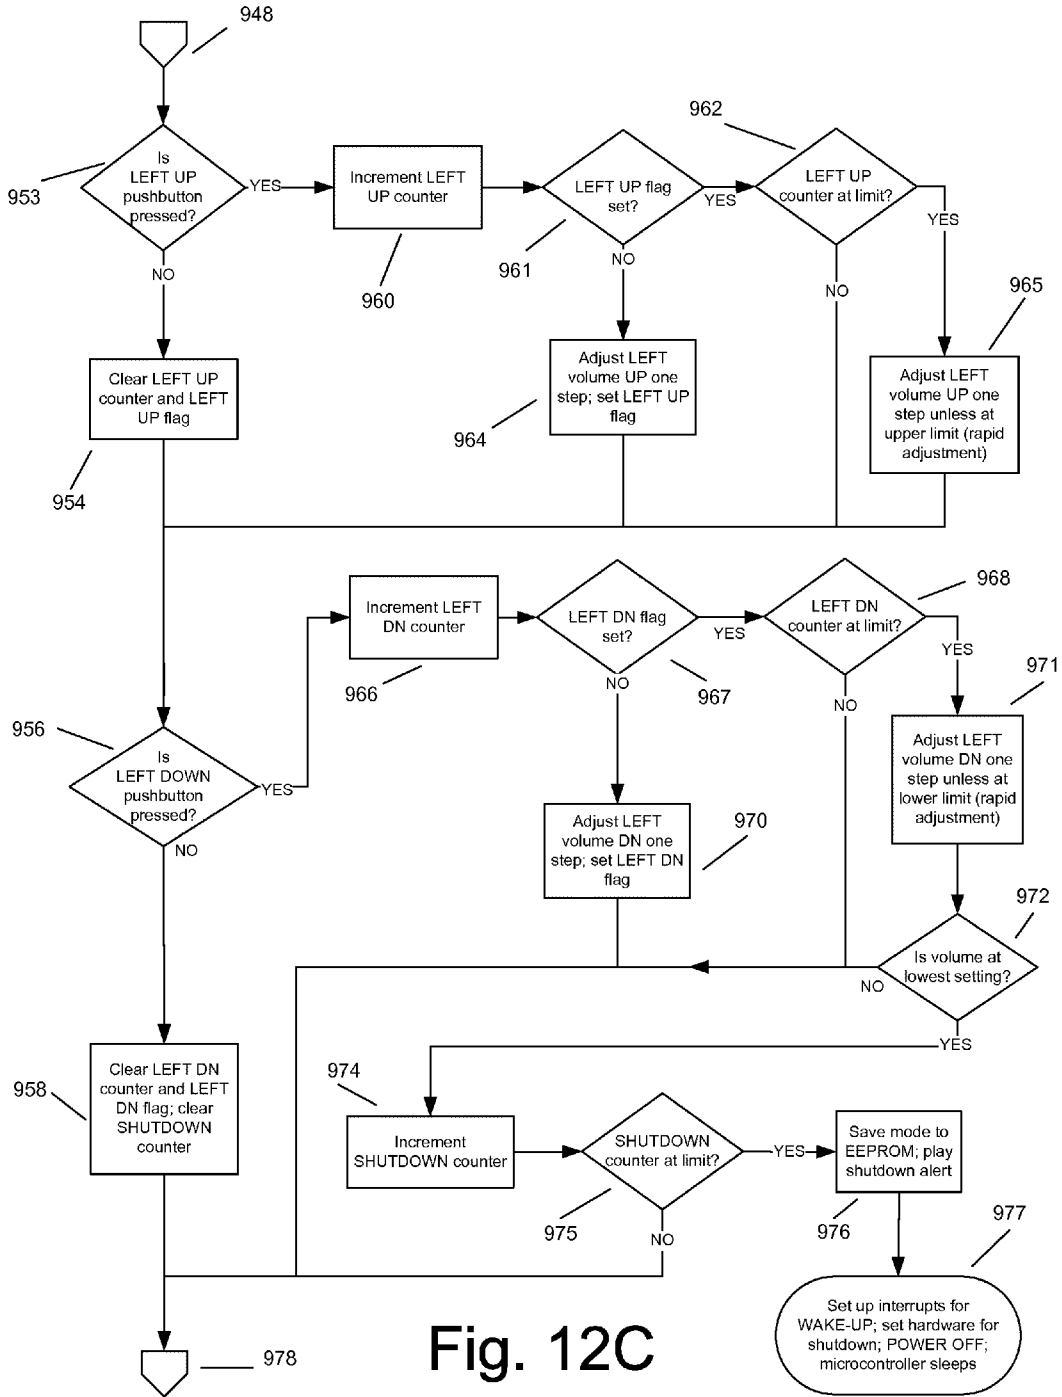 948
953
Is
LEFT UP
pushbutton
pressed?
YES
NO
Increment LEFT
UP counter
960
LEFT UP flag
set?
961
YES
NO
962
LEFT UP
counter at limit?
YES
NO
Clear LEFT UP
counter and LEFT
UP flag
954
Adjust LEFT
volume UP one
step; set LEFT UP
flag
964
965
Adjust LEFT
volume UP one
step unless at
upper limit (rapid
adjustment)
956
Is
LEFT DOWN
pushbutton
pressed?
YES
NO
Increment LEFT
DN counter
966
LEFT DN flag
set?
967
YES
NO
968
LEFT DN
counter at limit?
YES
NO
971
Adjust LEFT
volume DN one
step unless at
lower limit (rapid
adjustment)
Adjust LEFT
volume DN one
step; set LEFT DN
flag
970
972
Is volume at
lowest setting?
NO
YES
958
Clear LEFT DN
counter and LEFT
DN flag; clear
SHUTDOWN
counter
974
Increment
SHUTDOWN counter
SHUTDOWN
counter at limit?
975
YES
NO
Save mode to
EEPROM; play
shutdown alert
976
977
Set up interrupts for
WAKE-UP; set hardware for
shutdown; POWER OFF;
microcontroller sleeps
978
Fig. 12C